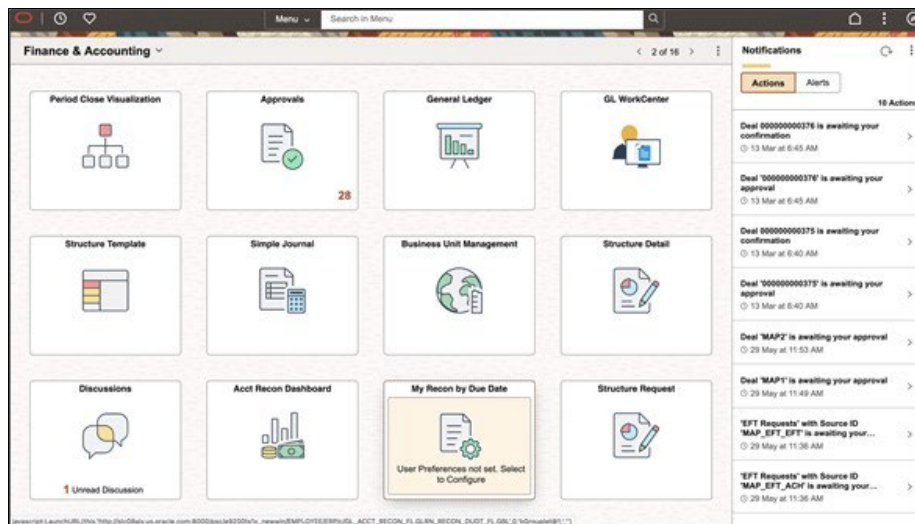 Menu
Search in Menu
Finance & Accounting
2 of 16
Period Close Visualization
Approvals
28
General Ledger
GL WorkCenter
Structure Template
Simple Journal
Business Unit Management
Structure Detail
Discussions
1 Unread Discussion
Acct Recon Dashboard
My Recon by Due Date
User Preferences not set. Select
to Configure
Structure Request
Notifications
Actions
Alerts
10 Actions
Deal 000000000376 is awaiting your
confirmation
13 Mar at 6:45 AM
Deal '000000000376' is awaiting your
approval
13 Mar at 6:45 AM
Deal 000000000375 is awaiting your
confirmation
13 Mar at 6:40 AM
Deal '000000000375' is awaiting your
approval
13 Mar at 6:40 AM
Deal 'MAP2' is awaiting your approval
29 May at 11:53 AM
Deal 'MAP1' is awaiting your approval
29 May at 11:49 AM
'EFT Requests' with Source ID
'MAP_EFT_EFT' is awaiting your...
29 May at 11:36 AM
'EFT Requests' with Source ID
'MAP_EFT_ACH' is awaiting your...
29 May at 11:36 AM